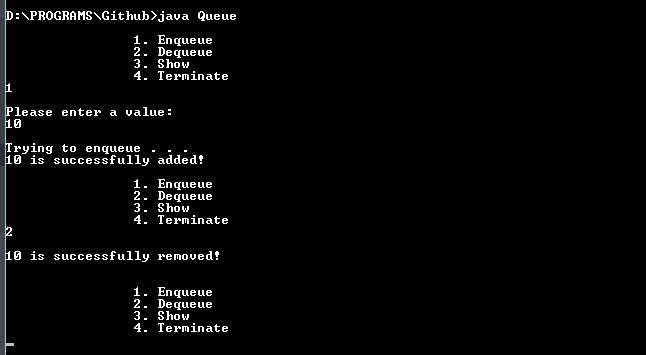 D:\PROGRAMS\Github>java Queue
1. Enqueue
2. Dequeue
3. Show
4. Terminate
1
Please enter a value:
10
Trying to enqueue . . .
10 is successfully added!
1. Enqueue
2. Dequeue
3. Show
4. Terminate
2
10 is successfully removed!
1. Enqueue
2. Dequeue
3. Show
4. Terminate